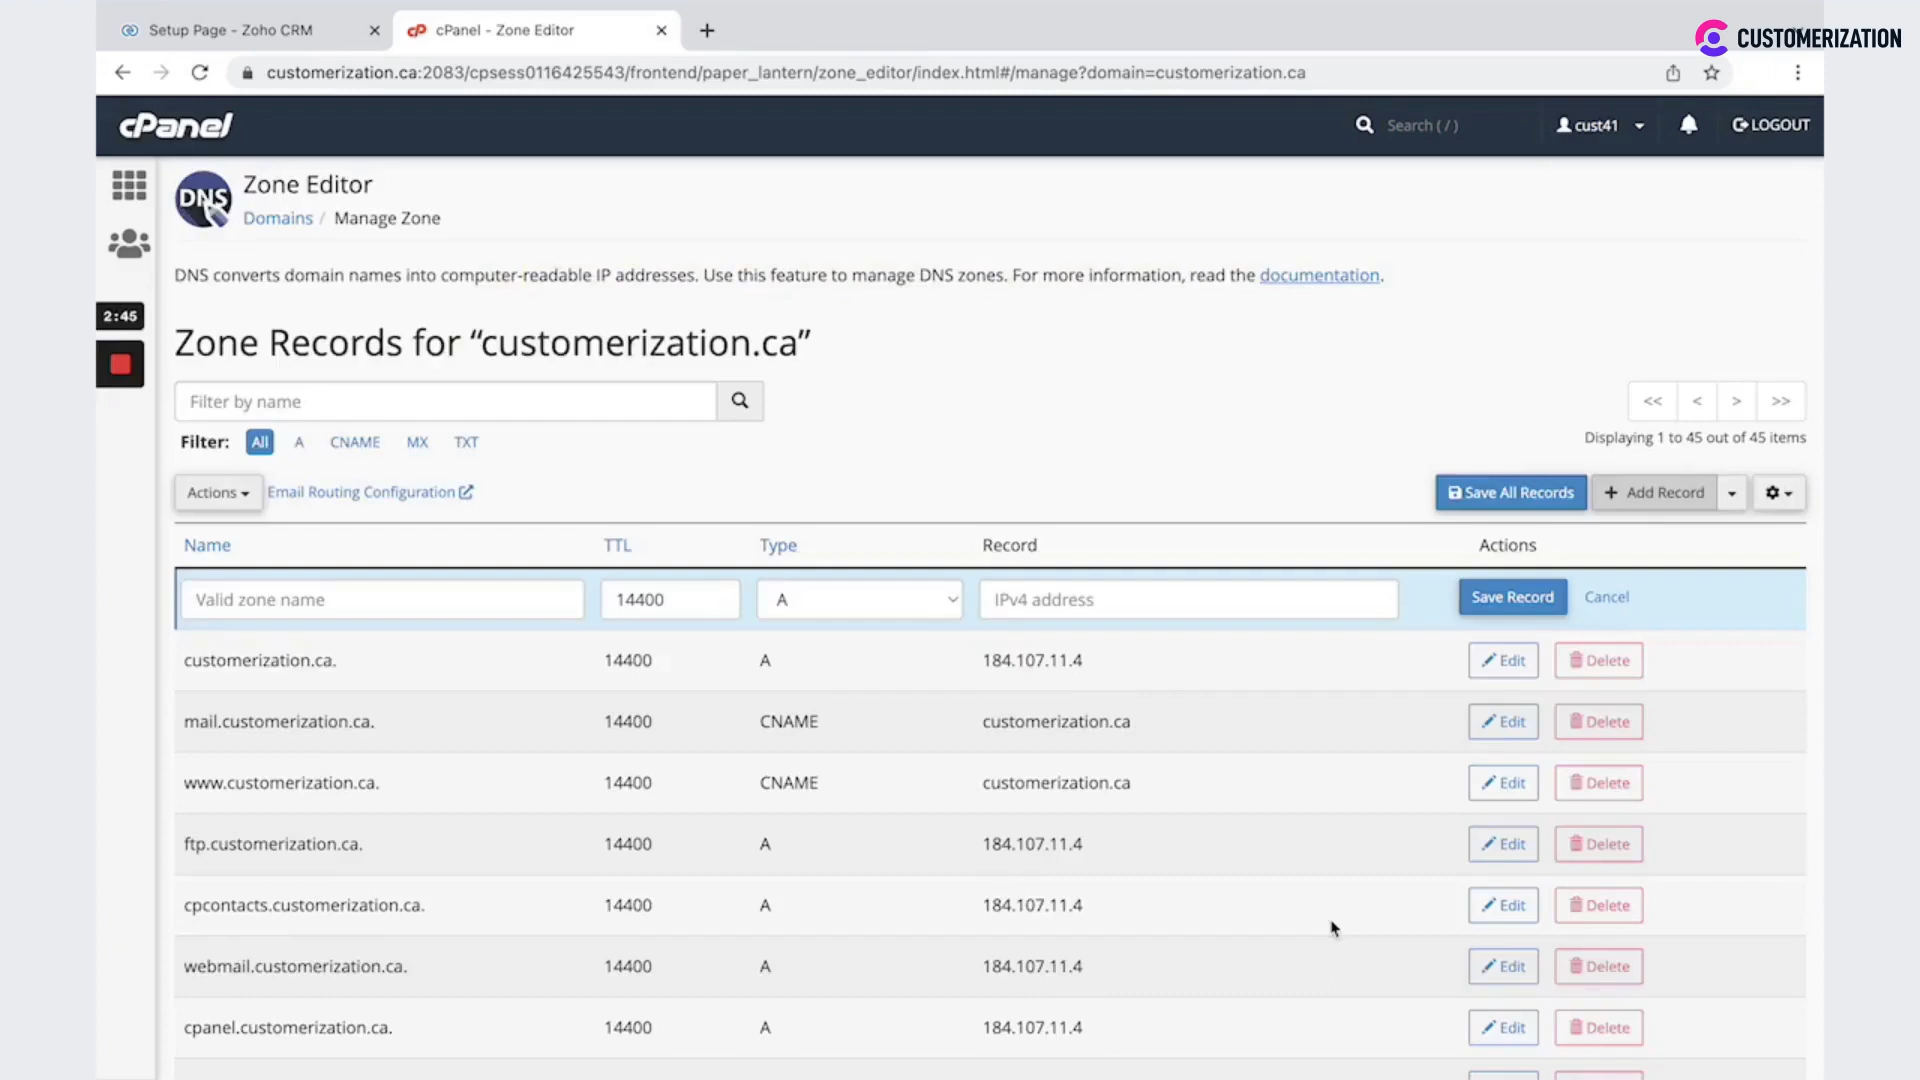 Setup Page - Zoho CRM
cPanel - Zone Editor
CUSTOMERIZATION
customerization.ca:2083/cpsess0116425543/frontend/paper_lantern/zone_editor/index.html#/manage?domain=customerization.ca
cPanel
Search ( / )
cust41
LOGOUT
DNS
Zone Editor
Domains / Manage Zone
DNS converts domain names into computer-readable IP addresses. Use this feature to manage DNS zones. For more information, read the documentation.
2:45
Zone Records for “customerization.ca”
Filter by name
<< < > >>
Filter: All A CNAME MX TXT
Displaying 1 to 45 out of 45 items
Actions Email Routing Configuration
Save All Records + Add Record
Name TTL Type Record Actions
Valid zone name 14400 A IPv4 address Save Record Cancel
customerization.ca. 14400 A 184.107.11.4 Edit Delete
mail.customerization.ca. 14400 CNAME customerization.ca Edit Delete
www.customerization.ca. 14400 CNAME customerization.ca Edit Delete
ftp.customerization.ca. 14400 A 184.107.11.4 Edit Delete
cpcontacts.customerization.ca. 14400 A 184.107.11.4 Edit Delete
webmail.customerization.ca. 14400 A 184.107.11.4 Edit Delete
cpanel.customerization.ca. 14400 A 184.107.11.4 Edit Delete